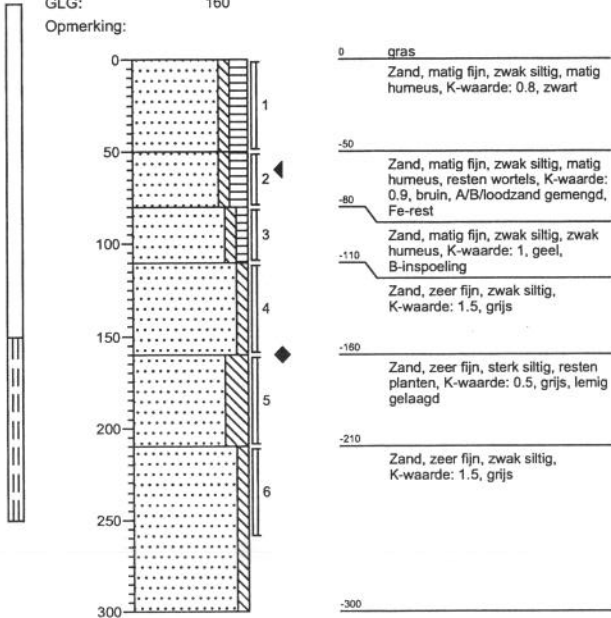 GLG: 160
Opmerking:
0
50
100
150
200
250
300
1
2
3
4
5
6
0 gras
Zand, matig fijn, zwak siltig, matig
humeus, K-waarde: 0.8, zwart
-50
Zand, matig fijn, zwak siltig, matig
humeus, resten wortels, K-waarde:
0.9, bruin, A/B/loodzand gemengd,
Fe-rest
-80
Zand, matig fijn, zwak siltig, zwak
humeus, K-waarde: 1, geel,
B-inspoeling
-110
Zand, zeer fijn, zwak siltig,
K-waarde: 1.5, grijs
-160
Zand, zeer fijn, sterk siltig, resten
planten, K-waarde: 0.5, grijs, lemig
gelaagd
-210
Zand, zeer fijn, zwak siltig,
K-waarde: 1.5, grijs
-300